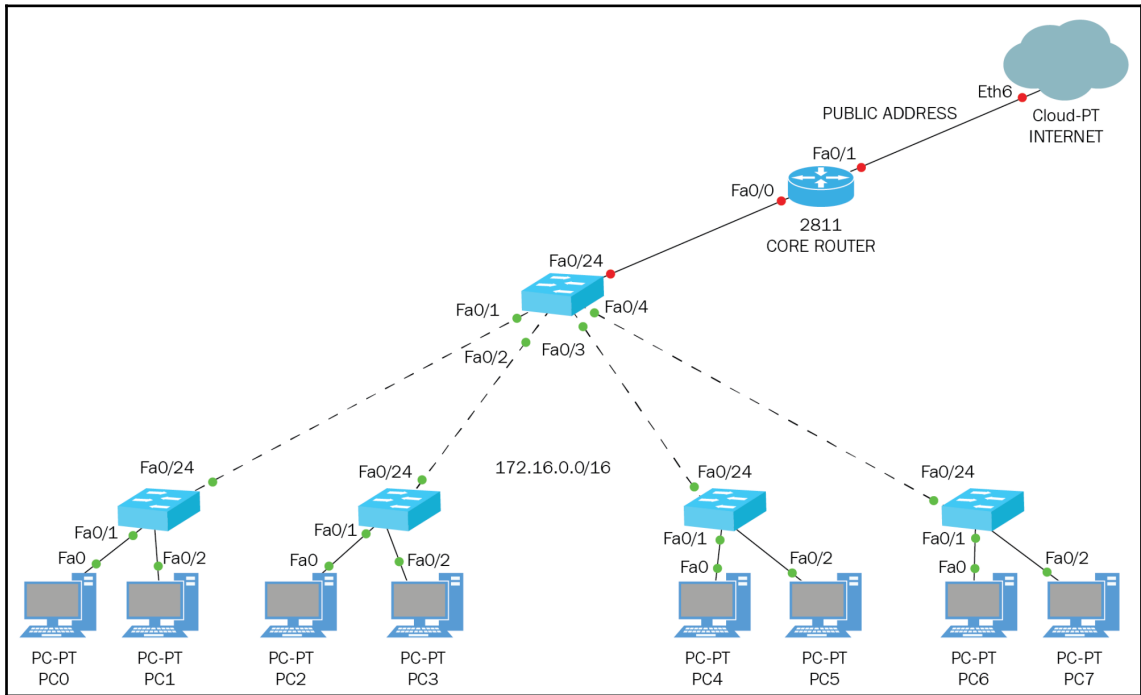 Eth6
PUBLIC ADDRESS
Cloud-PT
INTERNET
Fa0/1
Fa0/0
2811
CORE ROUTER
Fa0/24
Fa0/1
Fa0/4
Fa0/2
Fa0/3
172.16.0.0/16
Fa0/24
Fa0/24
Fa0/24
Fa0/24
Fa0/1
Fa0
Fa0/2
Fa0/1
Fa0
Fa0/2
Fa0/1
Fa0
Fa0/2
Fa0/1
Fa0
Fa0/2
PC-PT
PC0
PC-PT
PC1
PC-PT
PC2
PC-PT
PC3
PC-PT
PC4
PC-PT
PC5
PC-PT
PC6
PC-PT
PC7